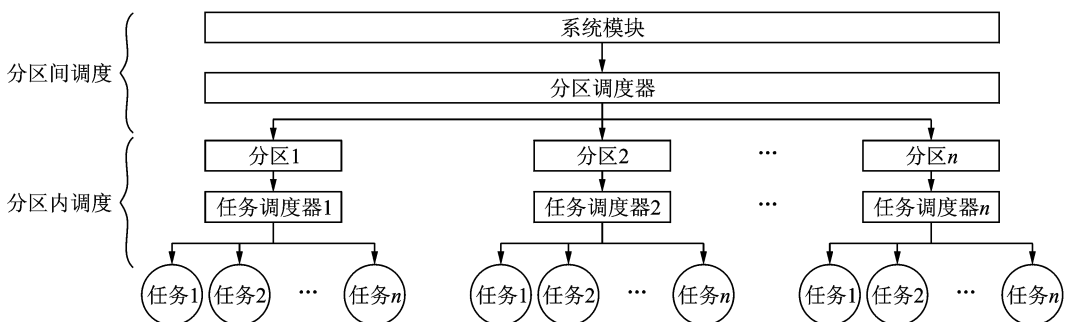 系统模块
分区间调度
分区调度器
分区1 分区2 ··· 分区n
分区内调度
任务调度器1 任务调度器2 ··· 任务调度器n
任务1 任务2 ··· 任务n 任务1 任务2 ··· 任务n 任务1 任务2 ··· 任务n